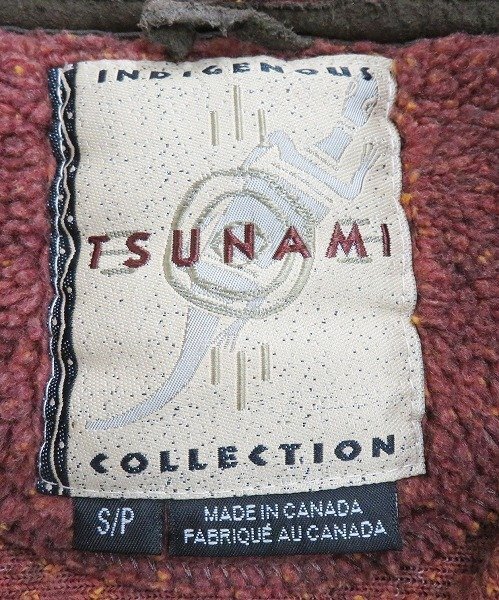 INDIGENOUS
TSUNAMI
COLLECTION
S/P
MADE IN CANADA
FABRIQUÉ AU CANADA